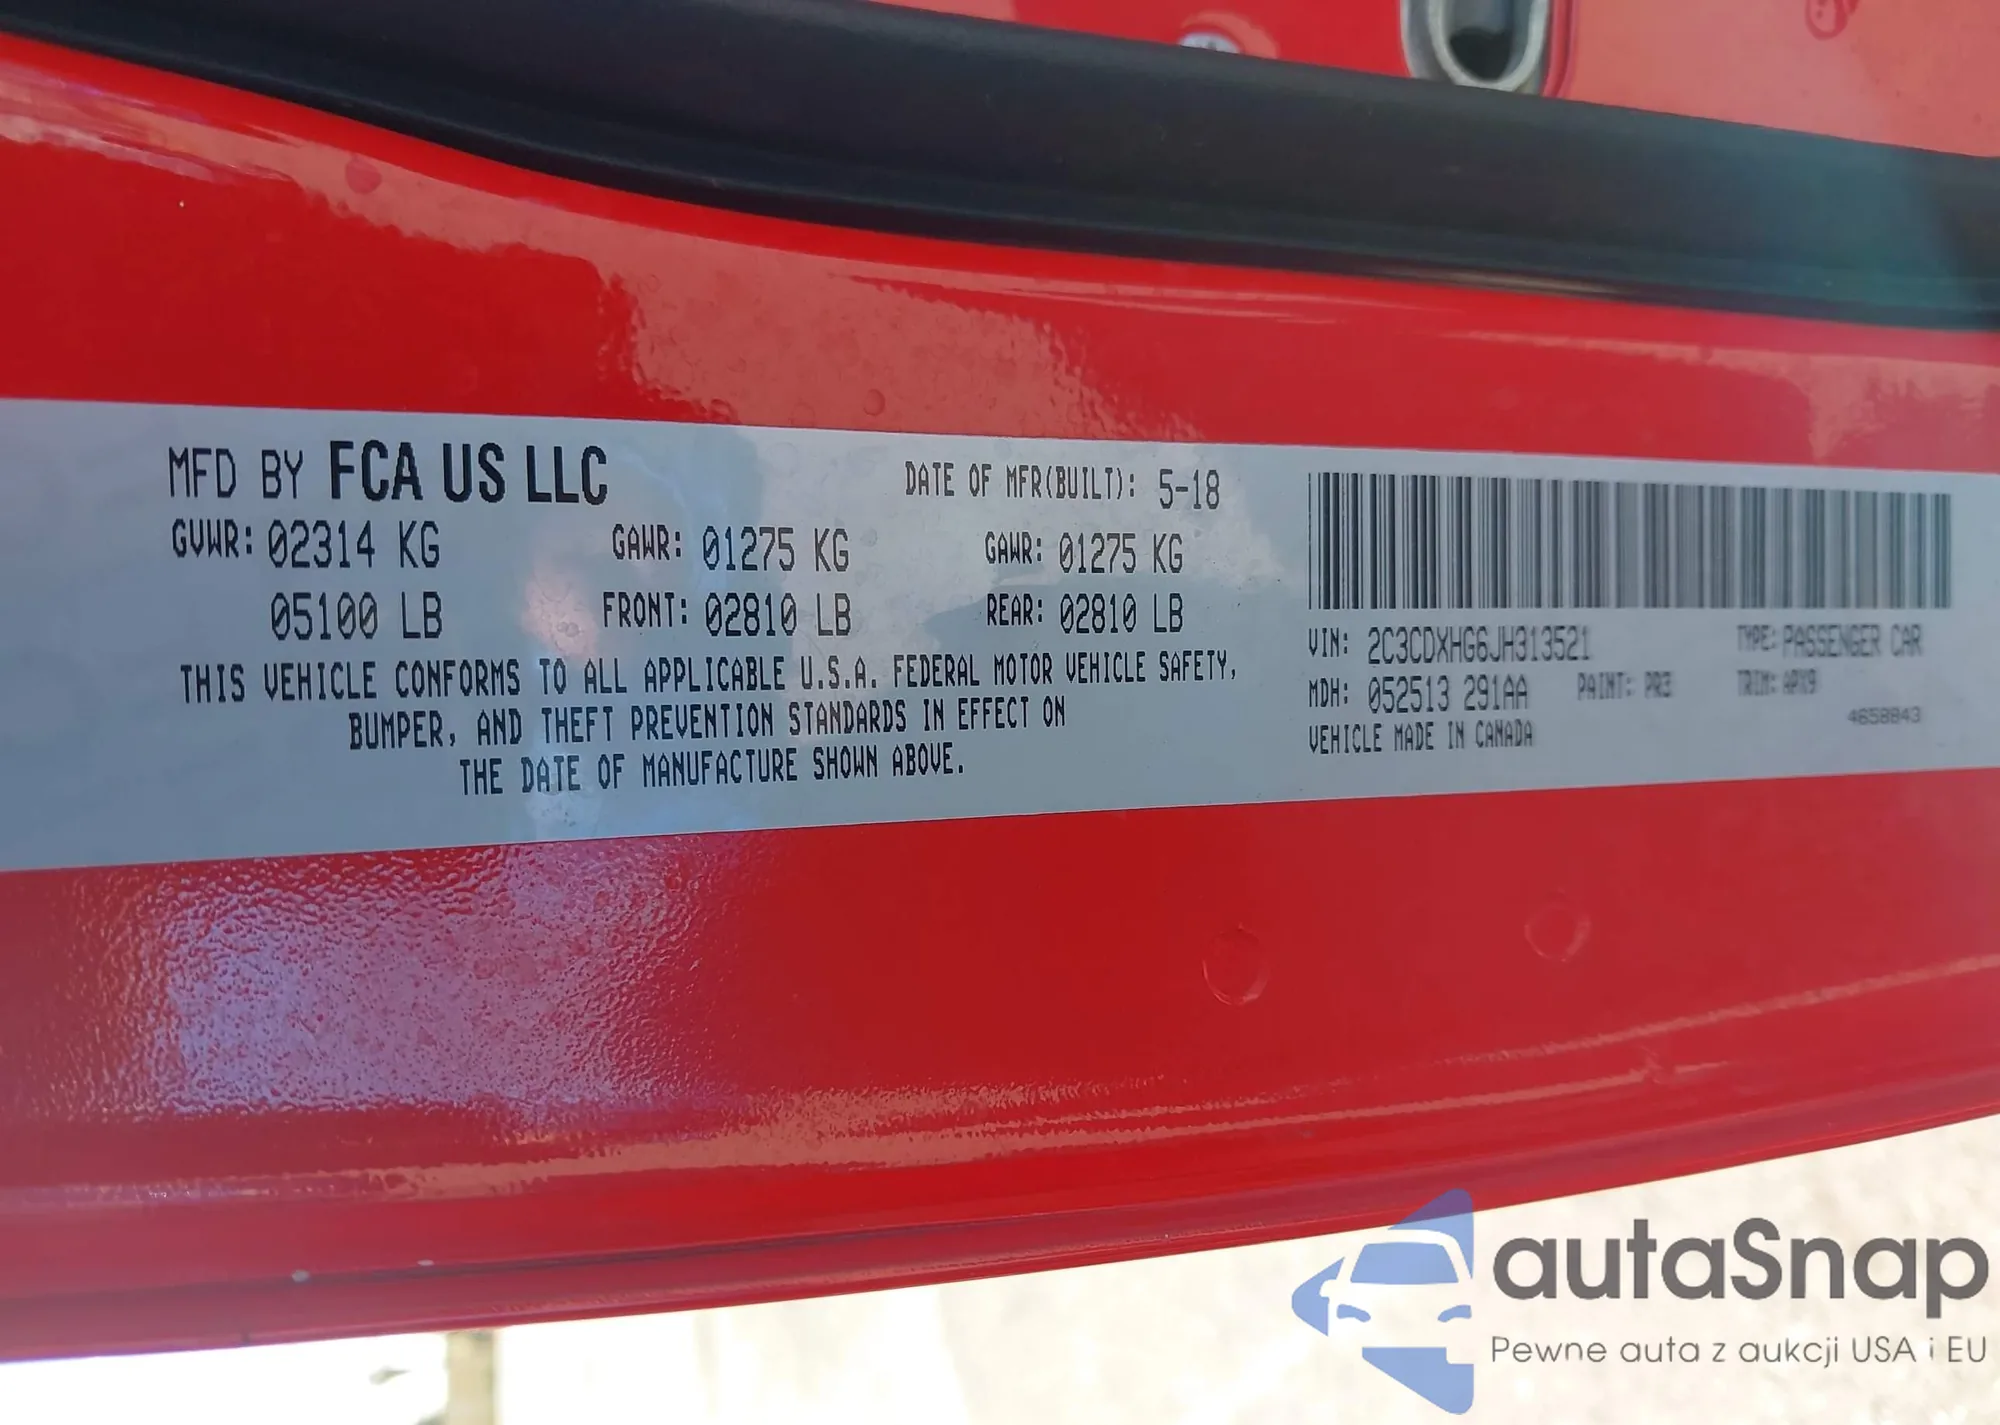 MFD BY FCA US LLC
DATE OF MFR(BUILT): 5-18
GVWR: 02314 KG
GAWR: 01275 KG
GAWR: 01275 KG
05100 LB
FRONT: 02810 LB
REAR: 02810 LB
THIS VEHICLE CONFORMS TO ALL APPLICABLE U.S.A. FEDERAL MOTOR VEHICLE SAFETY,
BUMPER, AND THEFT PREVENTION STANDARDS IN EFFECT ON
THE DATE OF MANUFACTURE SHOWN ABOVE.
VIN: 2C3CDXHG6JH313521
TYPE: PASSENGER CAR
MDH: 052513 291AA
PAINT: PR3
TRIM: APX9
VEHICLE MADE IN CANADA
4658843
autaSnap
Pewne auta z aukcji USA i EU